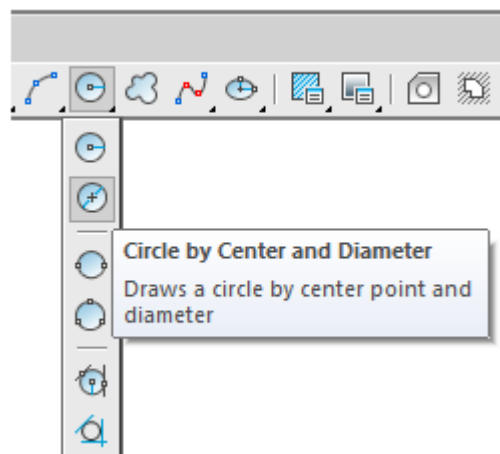 Circle by Center and Diameter
Draws a circle by center point and
diameter